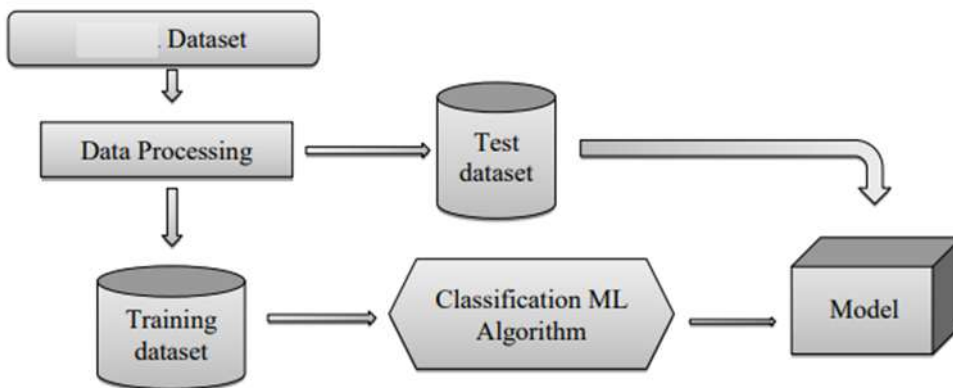 Dataset
Data Processing
Test
dataset
Training
dataset
Classification ML
Algorithm
Model